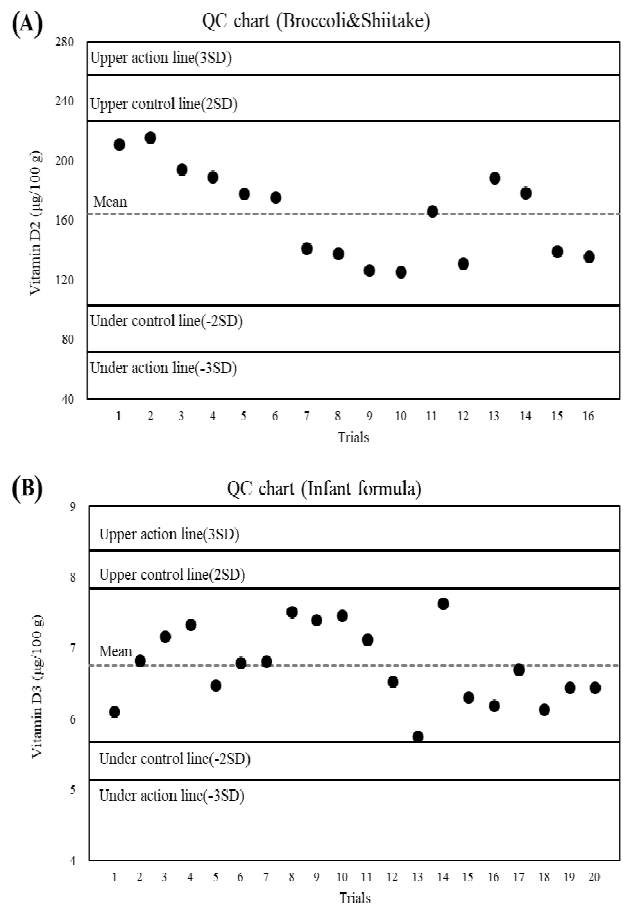 (A)
QC chart (Broccoli&Shiitake)
280
Upper action line(3SD)
240
Upper control line(2SD)
200
Mean
160
120
Under control line(-2SD)
80
Under action line(-3SD)
40
Vitamin D2 (µg/100 g)
1 2 3 4 5 6 7 8 9 10 11 12 13 14 15 16
Trials
(B)
QC chart (Infant formula)
9
Upper action line(3SD)
8
Upper control line(2SD)
7
Mean
6
Under control line(-2SD)
5
Under action line(-3SD)
4
Vitamin D3 (µg/100 g)
1 2 3 4 5 6 7 8 9 10 11 12 13 14 15 16 17 18 19 20
Trials